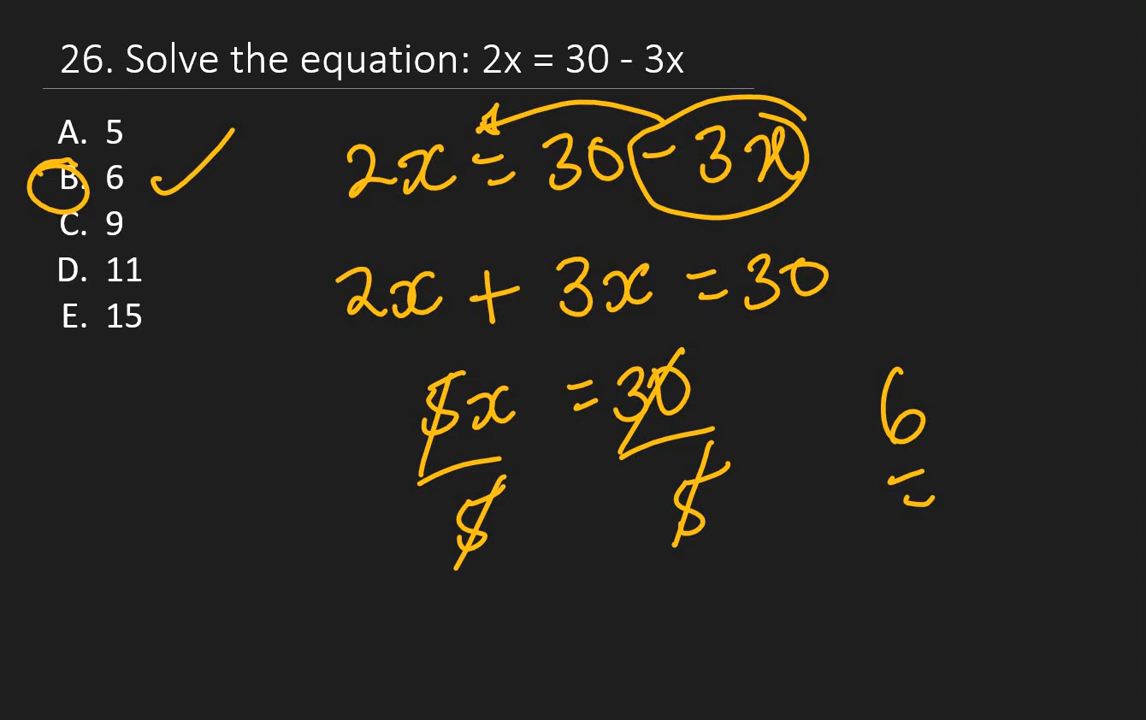 26. Solve the equation: 2x = 30 - 3x
A. 5
B. 6
C. 9
D. 11
E. 15
2x = 30 - 3x
2x + 3x = 30
5x = 30
5 5
6
=